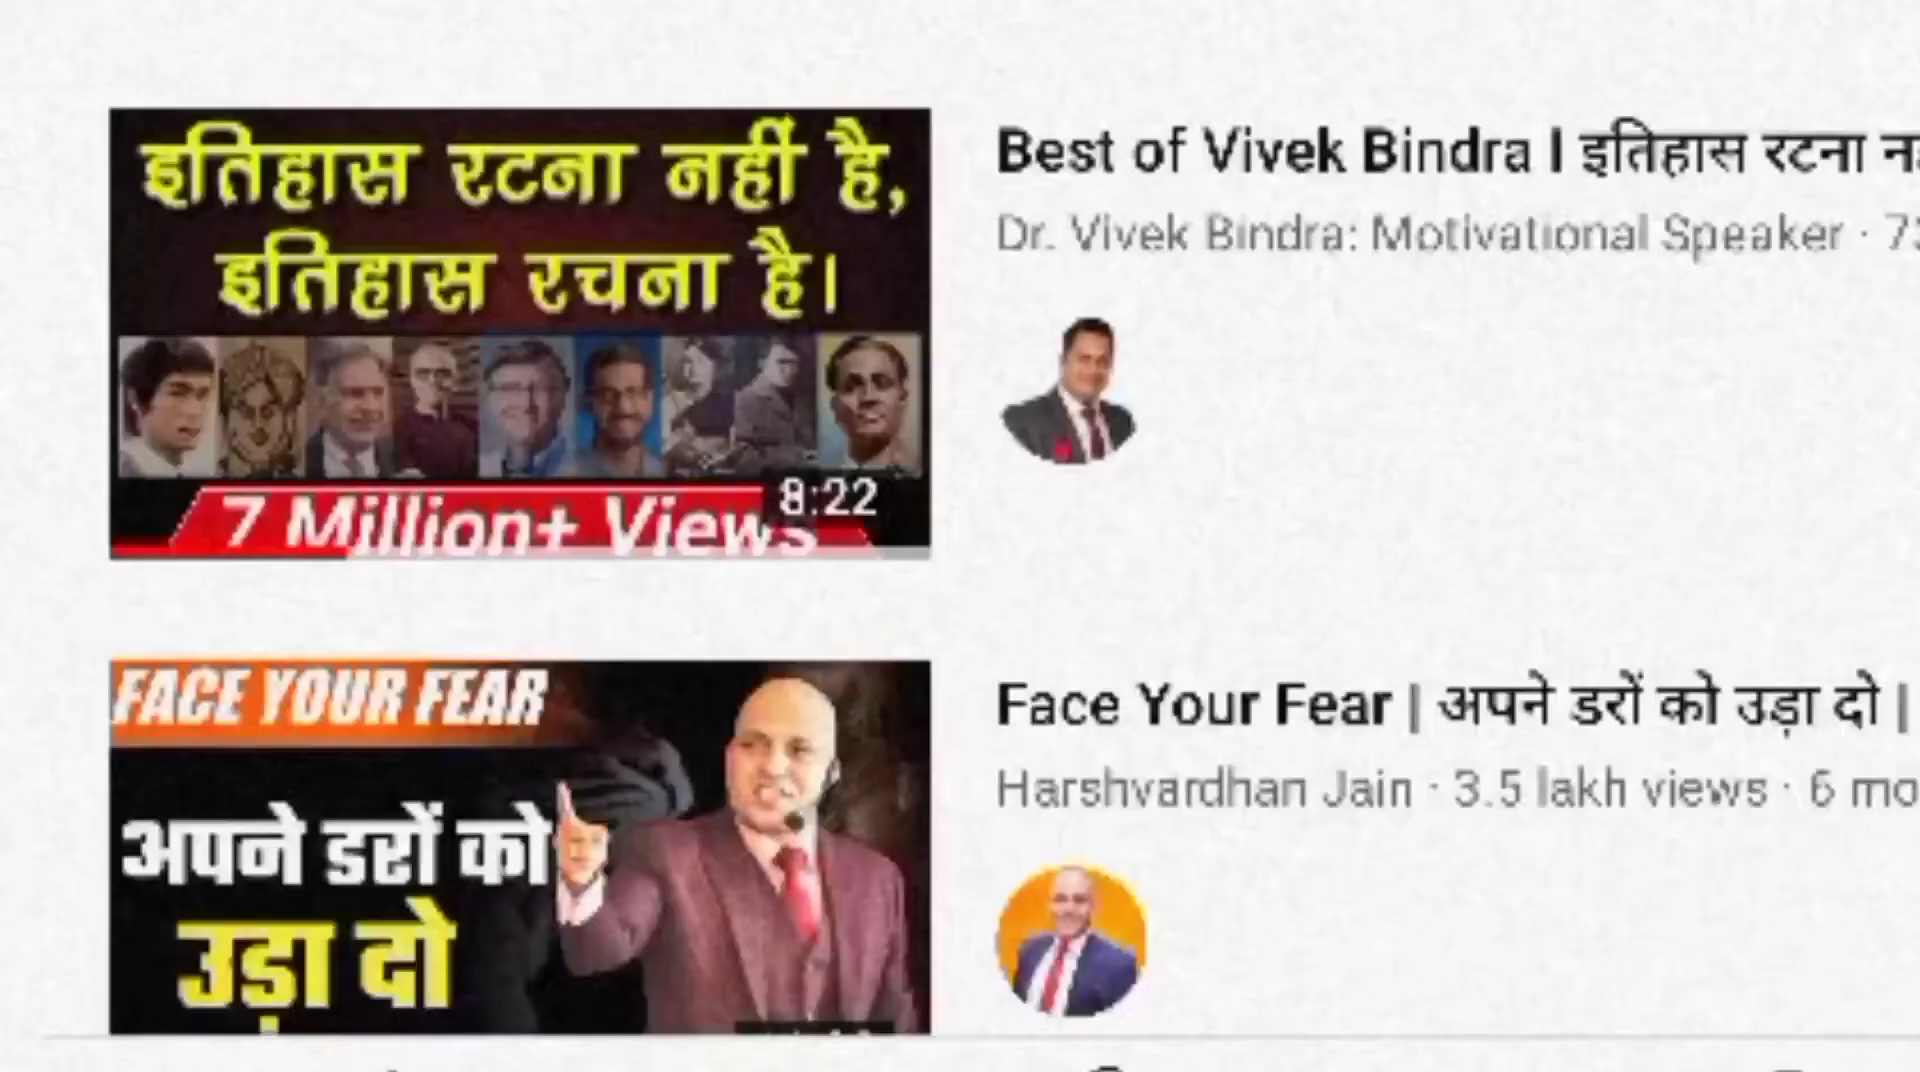 इतिहास रटना नहीं है,
इतिहास रचना है।
7 Million+ Views
8:22
Best of Vivek Bindra I इतिहास रटना
Dr. Vivek Bindra: Motivational Speaker ·
FACE YOUR FEAR
अपने डरों को
उड़ा दो
Face Your Fear | अपने डरों को उड़ा दो |
Harshvardhan Jain · 3.5 lakh views · 6